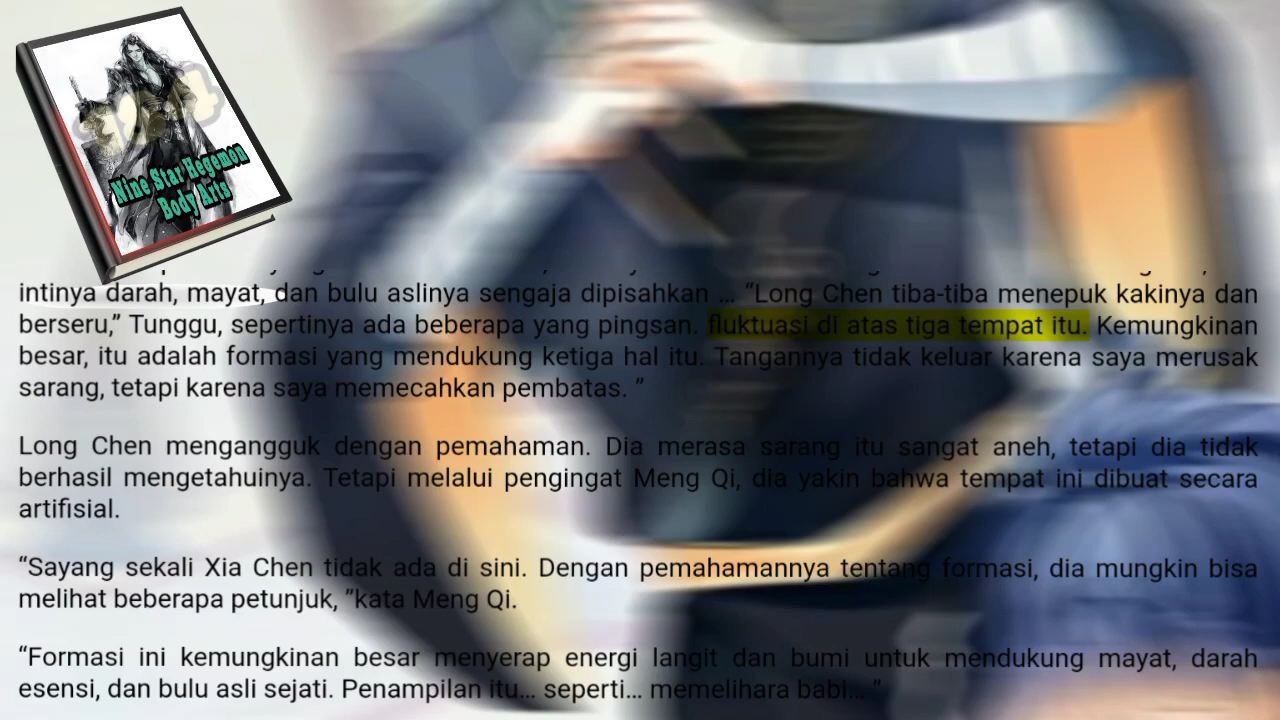 Nine Star Hegemon
Body Arts
intinya darah, mayat, dan bulu aslinya sengaja dipisahkan … “Long Chen tiba-tiba menepuk kakinya dan
berseru,” Tunggu, sepertinya ada beberapa yang pingsan. fluktuasi di atas tiga tempat itu. Kemungkinan
besar, itu adalah formasi yang mendukung ketiga hal itu. Tangannya tidak keluar karena saya merusak
sarang, tetapi karena saya memecahkan pembatas. ”
Long Chen mengangguk dengan pemahaman. Dia merasa sarang itu sangat aneh, tetapi dia tidak
berhasil mengetahuinya. Tetapi melalui pengingat Meng Qi, dia yakin bahwa tempat ini dibuat secara
artifisial.
“Sayang sekali Xia Chen tidak ada di sini. Dengan pemahamannya tentang formasi, dia mungkin bisa
melihat beberapa petunjuk, ”kata Meng Qi.
“Formasi ini kemungkinan besar menyerap energi langit dan bumi untuk mendukung mayat, darah
esensi, dan bulu asli sejati. Penampilan itu… seperti… memelihara babi… ”